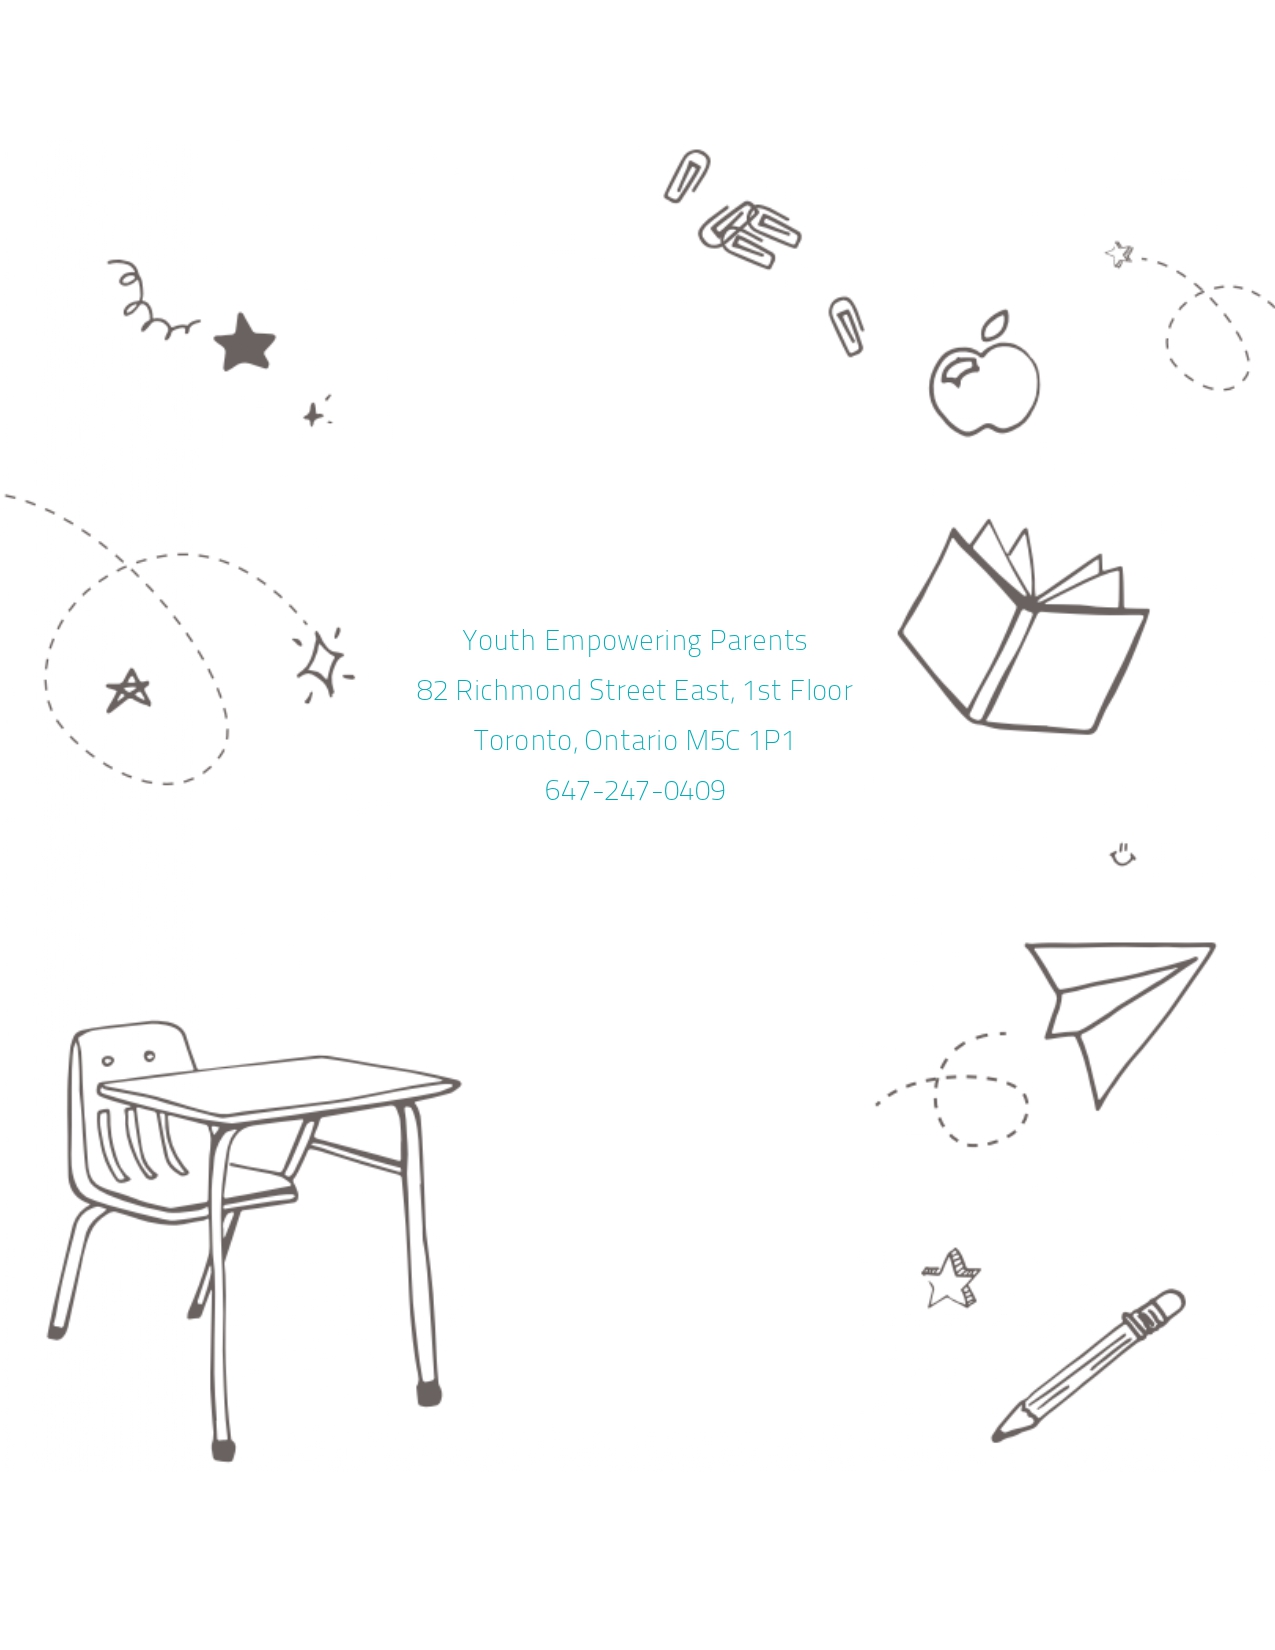 Youth Empowering Parents
82 Richmond Street East, 1st Floor
Toronto, Ontario M5C 1P1
647-247-0409